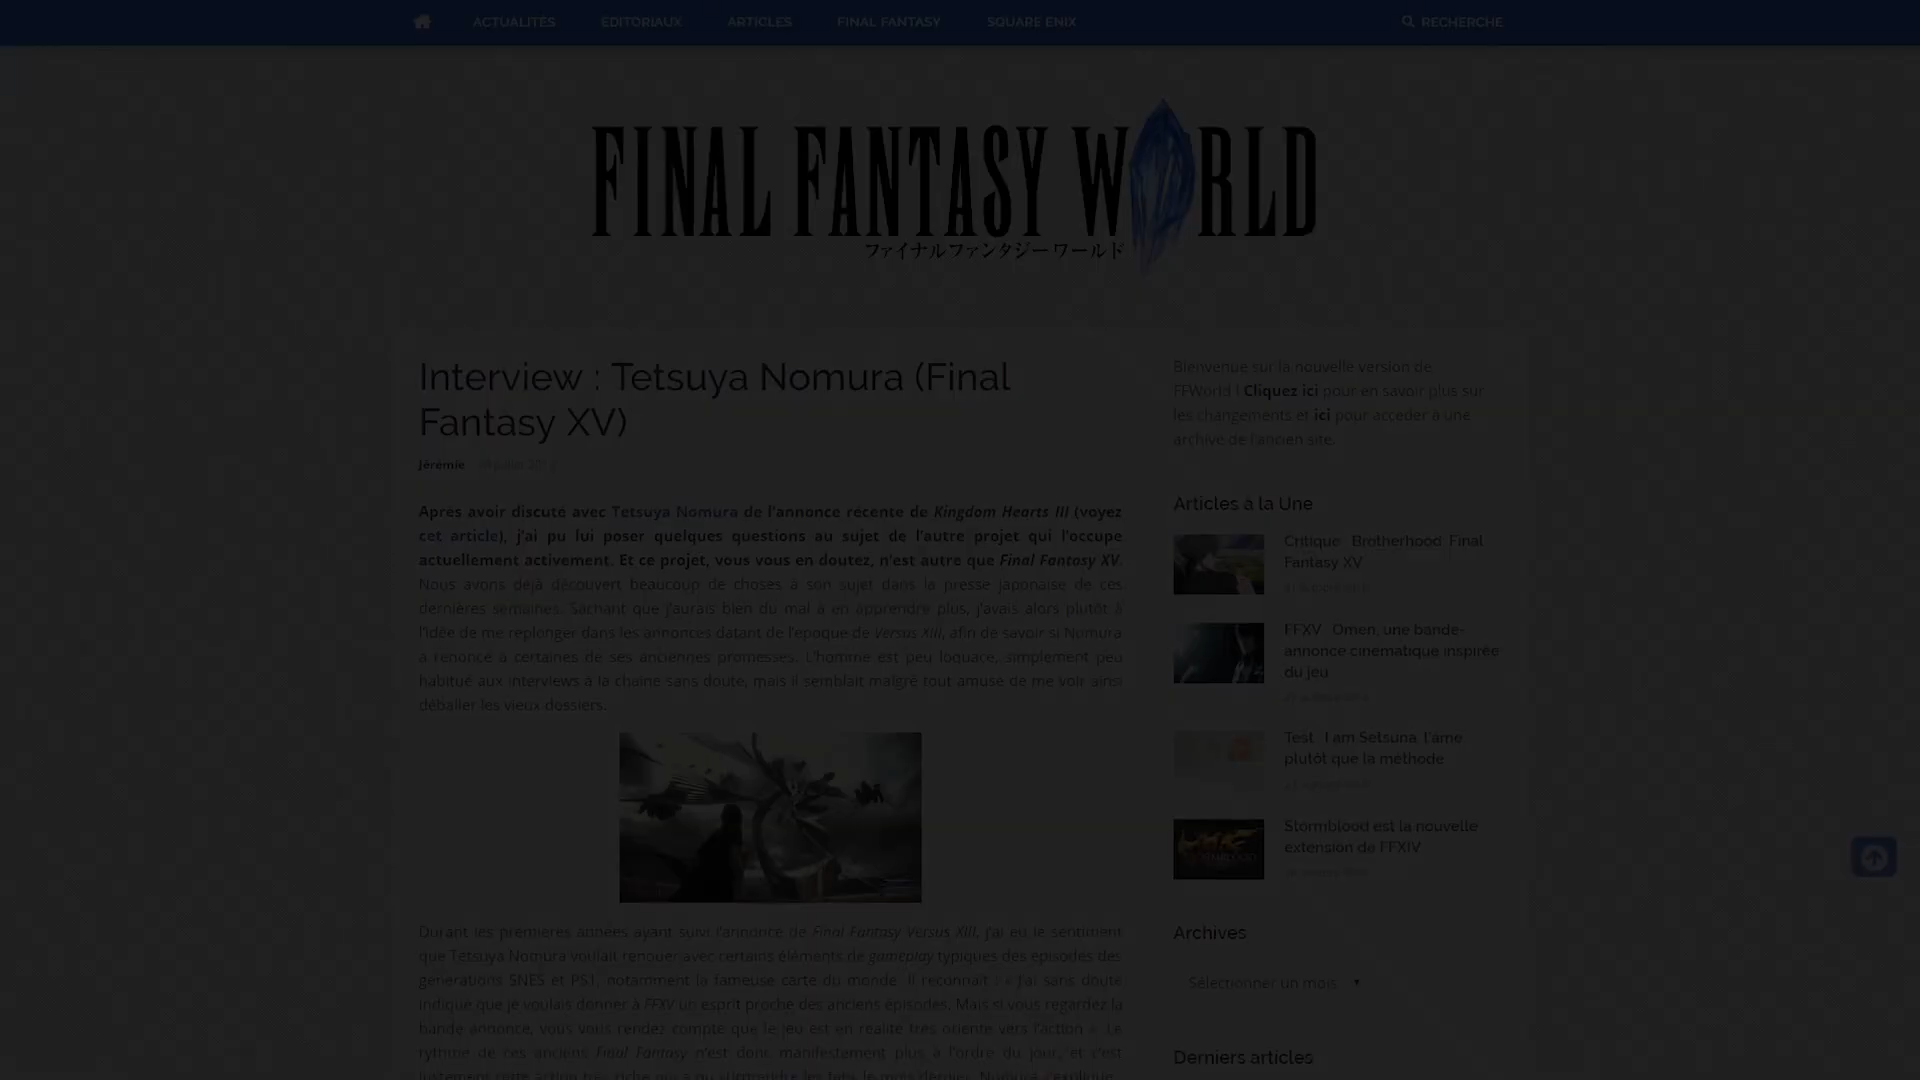 ACTUALITÉS
EDITORIAUX
ARTICLES
FINAL FANTASY
SQUARE ENIX
RECHERCHE
FINAL FANTASY WORLD
ファイナルファンタジーワールド
Interview : Tetsuya Nomura (Final
Fantasy XV)
Jérémie
Après avoir discuté avec Tetsuya Nomura de l'annonce récente de Kingdom Hearts III (voyez
cet article), j'ai pu lui poser quelques questions au sujet de l'autre projet qui l'occupe
actuellement activement. Et ce projet, vous vous en doutez, n'est autre que Final Fantasy XV.
Nous avons déjà découvert beaucoup de choses à son sujet dans la presse japonaise de ces
dernières semaines. Sachant que j'aurais bien du mal à en apprendre plus, j'avais alors plutôt à
l'idée de me replonger dans les annonces datant de l'époque de Versus XIII, afin de savoir si Nomura
a renoncé à certaines de ses anciennes promesses. L'homme est peu loquace, simplement peu
habitué aux interviews à la chaîne sans doute, mais il semblait malgré tout amusé de me voir ainsi
déballer les vieux dossiers.
Durant les premières années ayant suivi l'annonce de Final Fantasy Versus XIII, j'ai eu le sentiment
que Tetsuya Nomura voulait renouer avec certains éléments de gameplay typiques des épisodes des
générations SNES et PS1, notamment la fameuse carte du monde. Il reconnaît : « J'ai sans doute
indiqué que je voulais donner à FFXV un esprit proche des anciens épisodes. Mais si vous regardez la
bande annonce, vous vous rendez compte que le jeu est en réalité très orienté vers l'action ». Le
rythme de ces anciens Final Fantasy n'est donc manifestement plus à l'ordre du jour, et c'est
Bienvenue sur la nouvelle version de
FFWorld ! Cliquez ici pour en savoir plus sur
les changements et ici pour accéder à une
archive de l'ancien site.
Articles à la Une
Critique : Brotherhood Final
Fantasy XV
FFXV : Omen, une bande-
annonce cinématique inspirée
du jeu
Test : I am Setsuna, l'âme
plutôt que la méthode
Stormblood est la nouvelle
extension de FFXIV
Archives
Sélectionner un mois
Derniers articles